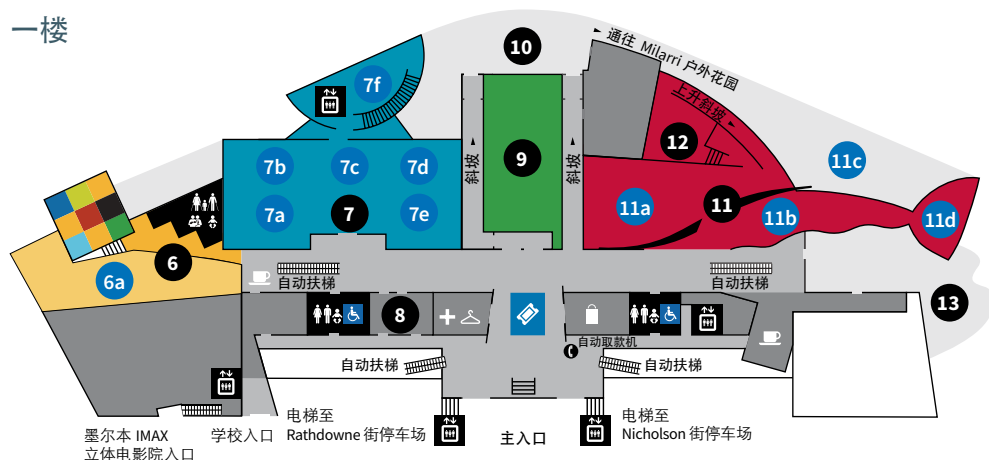 一楼
10
通往 Milarri 户外花园
7f
上升斜坡
12
11c
7b
7c
7d
斜坡
9
斜坡
7a
7
7e
11a
11
11b
11d
6
6a
自动扶梯
自动扶梯
8
13
自动取款机
自动扶梯
自动扶梯
墨尔本 IMAX
立体电影院入口
学校入口
电梯至
Rathdowne 街停车场
主入口
电梯至
Nicholson 街停车场